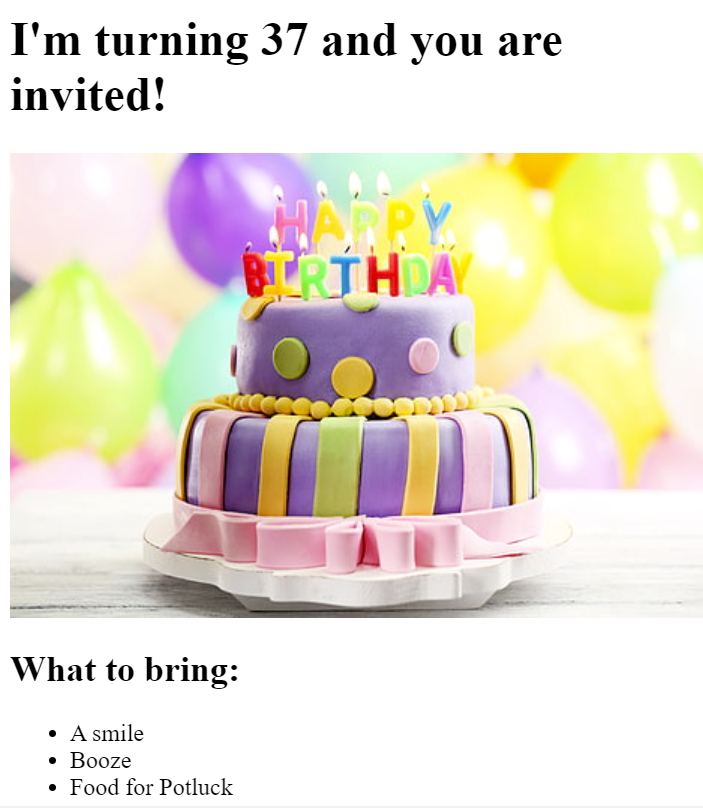 I'm turning 37 and you are
invited!
HAPPY
BIRTHDAY
What to bring:
A smile
Booze
Food for Potluck